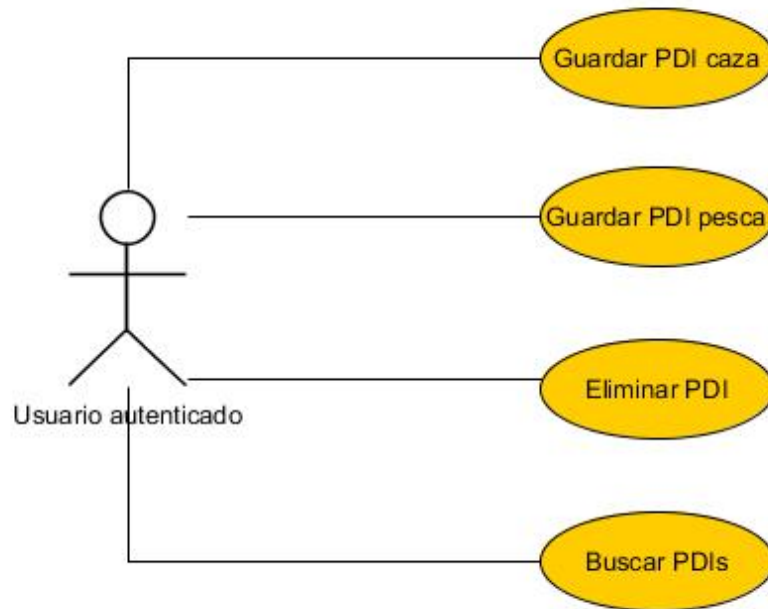 Guardar PDI caza
Guardar PDI pesca
Eliminar PDI
Usuario autenticado
Buscar PDIs